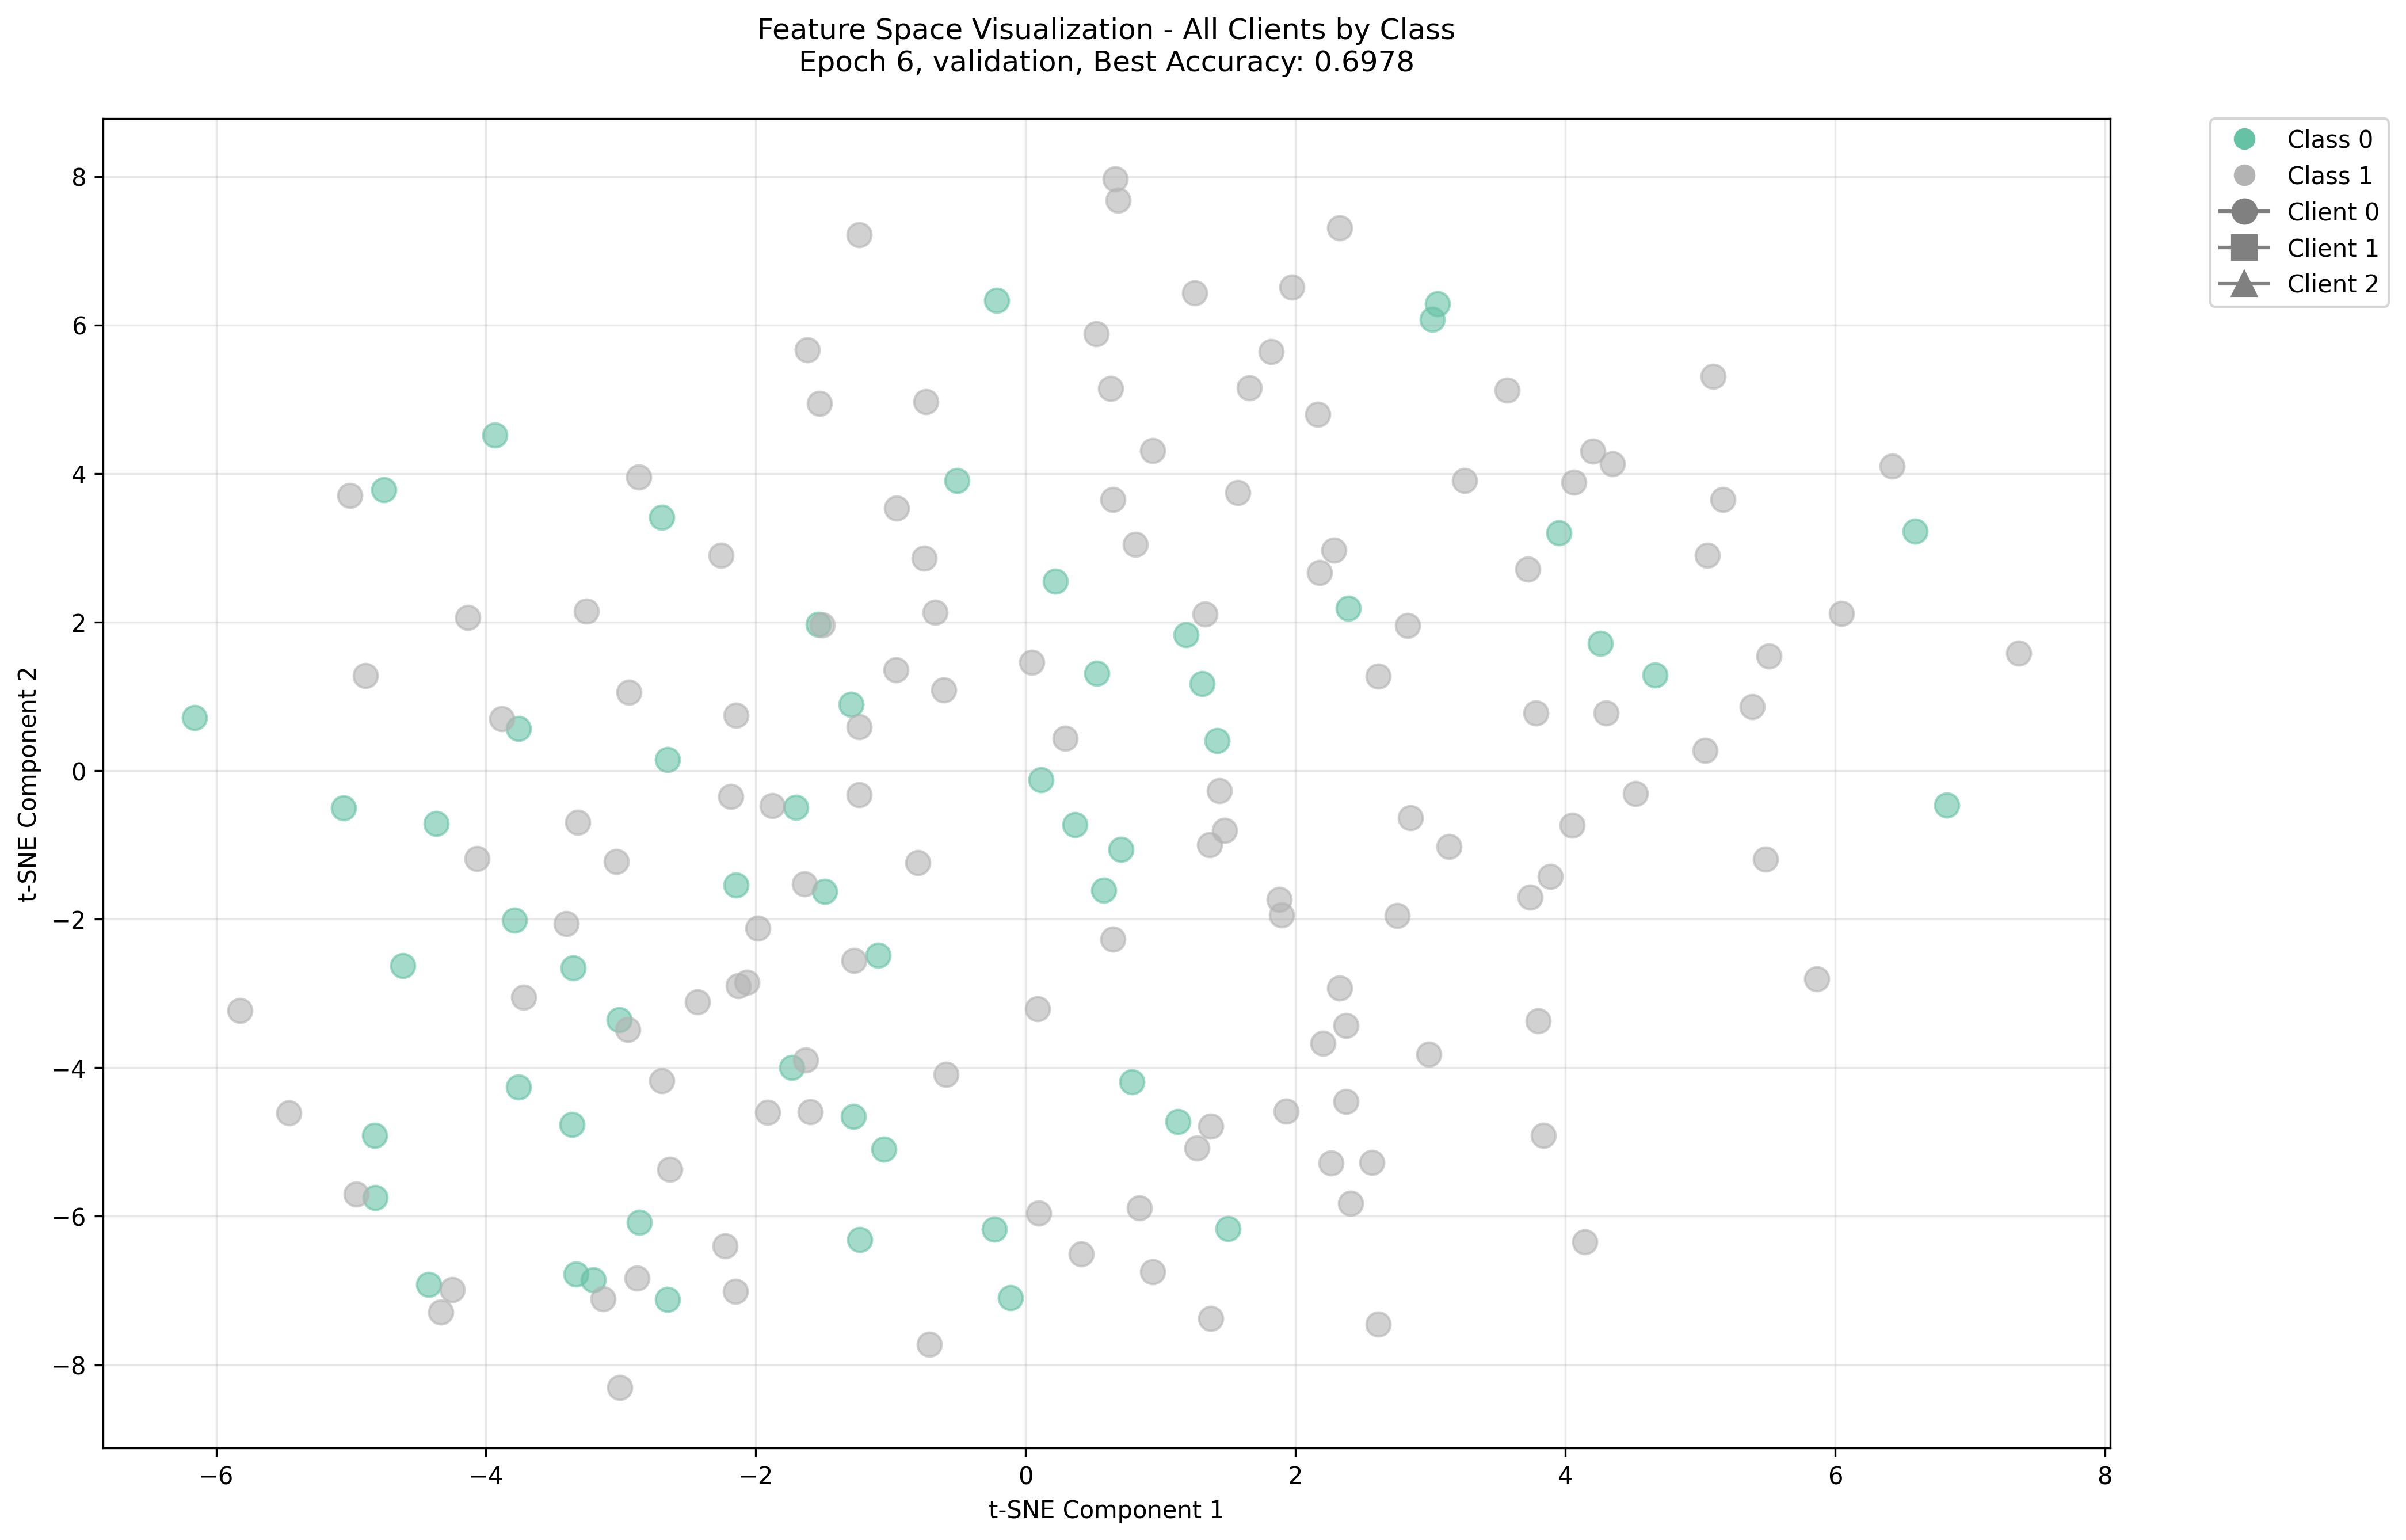 Feature Space Visualization - All Clients by Class
Epoch 6, validation, Best Accuracy: 0.6978
Class 0
Class 1
Client 0
Client 1
Client 2
t-SNE Component 2
8
6
4
2
0
−2
−4
−6
−8
−6
−4
−2
0
2
4
6
8
t-SNE Component 1